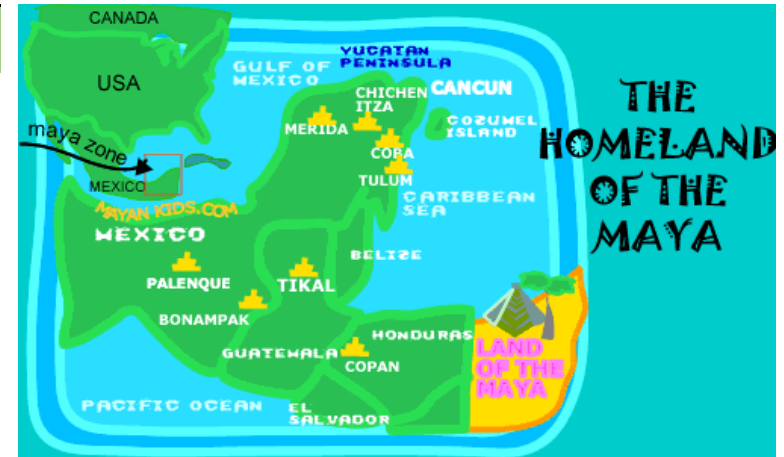 CANADA
USA
maya zone
MEXICO
MAYAN KIDS.COM
GULF OF
MEXICO
YUCATAN
PENINSULA
CHICHEN
ITZA
CANCUN
MERIDA
COZUMEL
ISLAND
COBA
TULUM
CARIBBEAN
SEA
MEXICO
BELIZE
PALENQUE
TIKAL
BONAMPAK
HONDURAS
GUATEMALA
COPAN
LAND
OF THE
MAYA
PACIFIC OCEAN
EL
SALVADOR
THE
HOMELAND
OF THE
MAYA